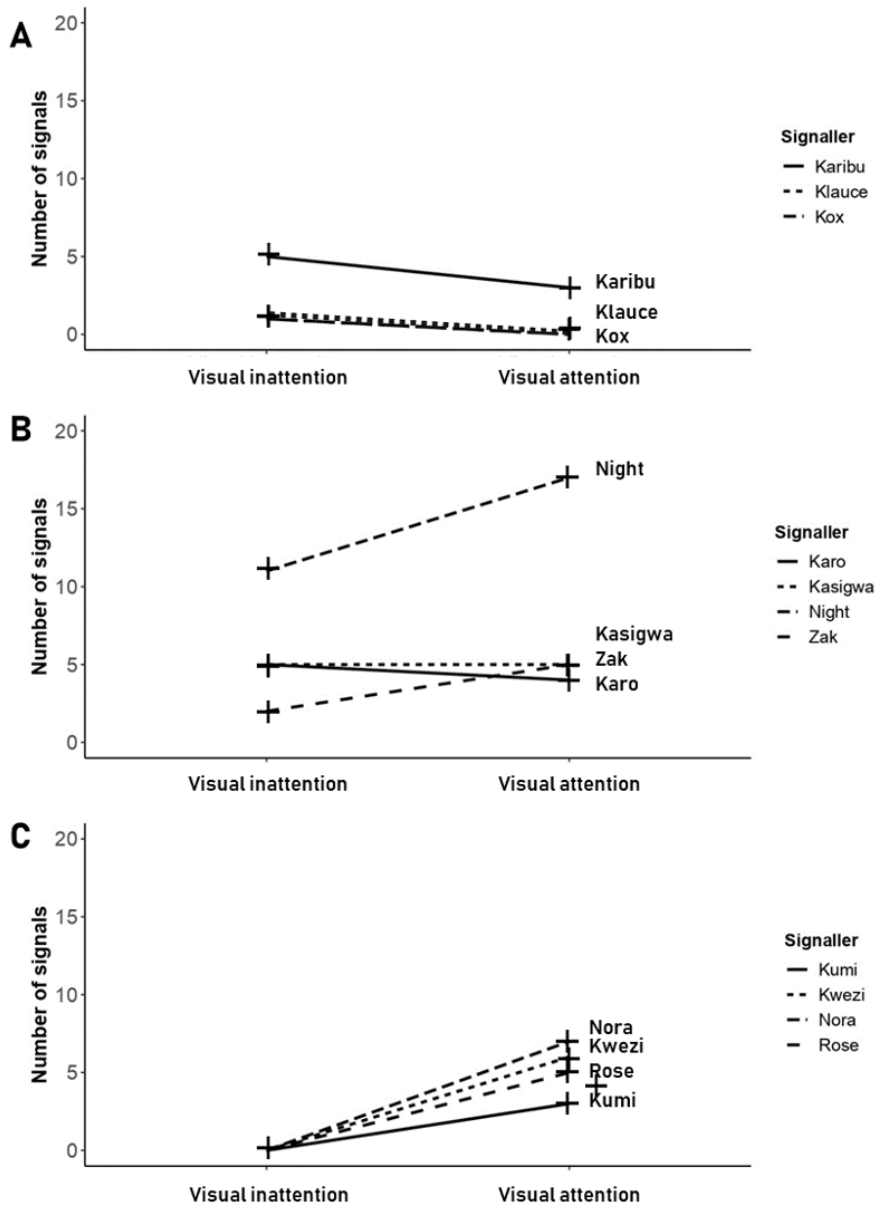 A
20
15
10
5
0
Number of signals
Karibu
Klauce
Kox
Visual inattention
Visual attention
Signaller
Karibu
Klauce
Kox
B
20
15
10
5
0
Number of signals
Night
Kasigwa
Zak
Karo
Visual inattention
Visual attention
Signaller
Karo
Kasigwa
Night
Zak
C
20
15
10
5
0
Number of signals
Nora
Kwezi
Rose
Kumi
Visual inattention
Visual attention
Signaller
Kumi
Kwezi
Nora
Rose